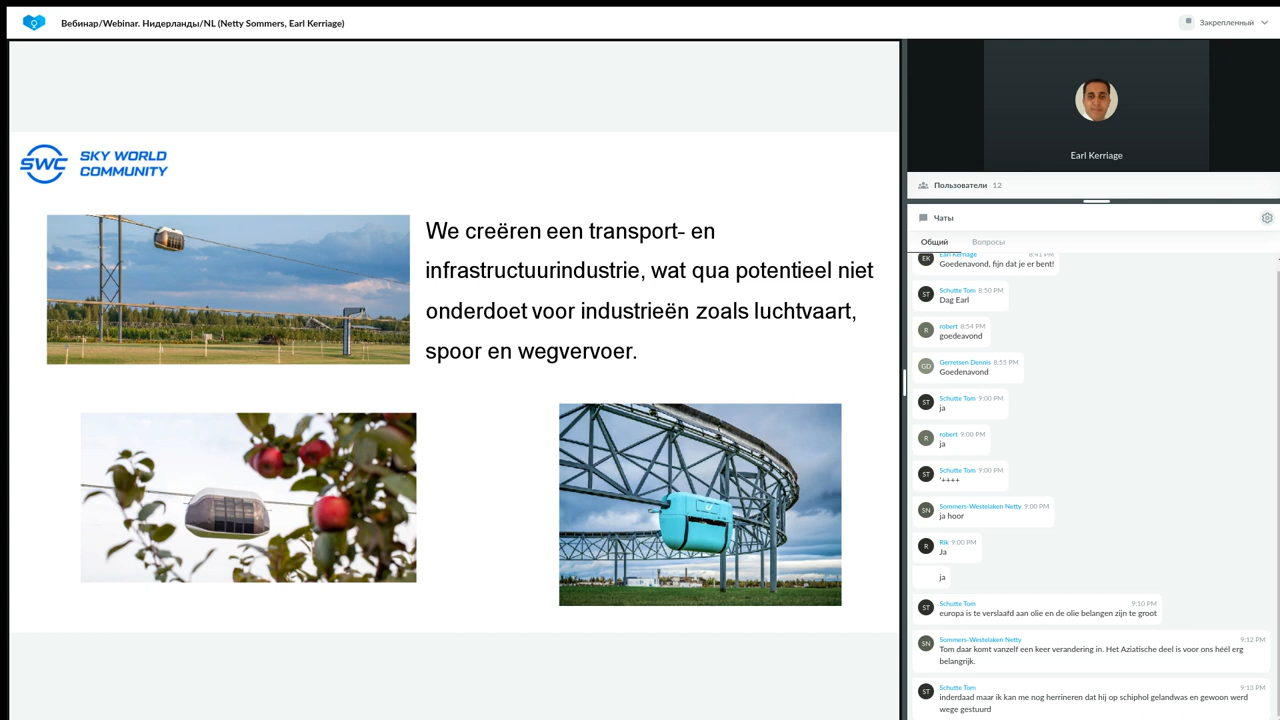 Вебинар/Webinar. Нидерланды/NL (Netty Sommers, Earl Kerriage)
Закрепленный
SWC SKY WORLD
COMMUNITY
We creëren een transport- en
infrastructuurindustrie, wat qua potentieel niet
onderdoet voor industrieën zoals luchtvaart,
spoor en wegvervoer.
Earl Kerriage
Пользователи 12
Чаты
Общий Вопросы
EK Earl Kerriage 8:41 PM
Goedenavond, fijn dat je er bent!
ST Schutte Tom 8:50 PM
Dag Earl
R robert 8:54 PM
goedeavond
GD Gerretsen Dennis 8:55 PM
Goedenavond
ST Schutte Tom 9:00 PM
ja
R robert 9:00 PM
ja
ST Schutte Tom 9:00 PM
'++++
SN Sommers-Westelaken Netty 9:00 PM
ja hoor
R Rik 9:00 PM
Ja
ja
ST Schutte Tom 9:10 PM
europa is te verslaafd aan olie en de olie belangen zijn te groot
SN Sommers-Westelaken Netty 9:12 PM
Tom daar komt vanzelf een keer verandering in. Het Aziatische deel is voor ons héél erg
belangrijk.
ST Schutte Tom 9:13 PM
inderdaad maar ik kan me nog herrineren dat hij op schiphol gelandwas en gewoon werd
wege gestuurd